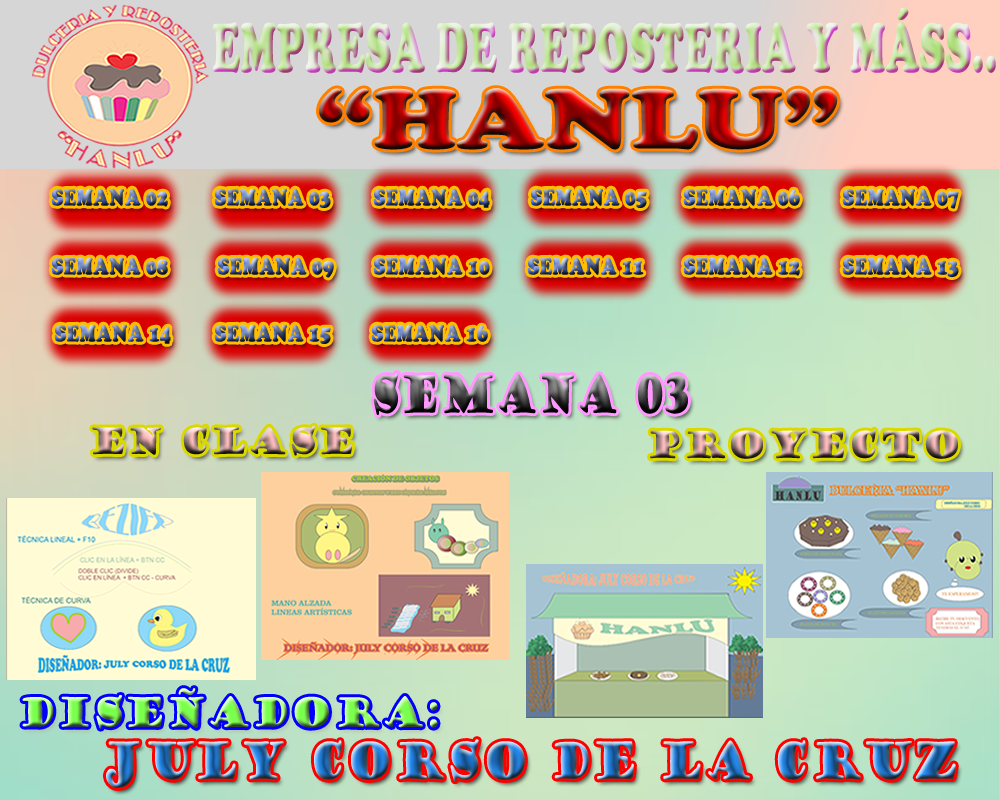 DULCERIA Y REPOSTERIA
"HANLU"
EMPRESA DE REPOSTERIA Y MÁSS..
“HANLU”
SEMANA 02
SEMANA 03
SEMANA 04
SEMANA 05
SEMANA 06
SEMANA 07
SEMANA 08
SEMANA 09
SEMANA 10
SEMANA 11
SEMANA 12
SEMANA 13
SEMANA 14
SEMANA 15
SEMANA 16
SEMANA 03
EN CLASE
PROYECTO
BEZIER
TÉCNICA LINEAL + F10
CLIC EN LA LÍNEA + BTN CC
DOBLE CLIC (DIVIDE)
CLIC EN LÍNEA + BTN CC - CURVA
TÉCNICA DE CURVA
DISEÑADOR: JULY CORSO DE LA CRUZ
CREACIÓN DE OBJETOS
MANO ALZADA
LINEAS ARTÍSTICAS
DISEÑADOR: JULY CORSO DE LA CRUZ
DISEÑADORA: JULY CORSO DE LA CRUZ
HANLU
HANLU
DULCERIA "HANLU"
TE ESPERAMOS!
DISEÑADORA:
JULY CORSO DE LA CRUZ